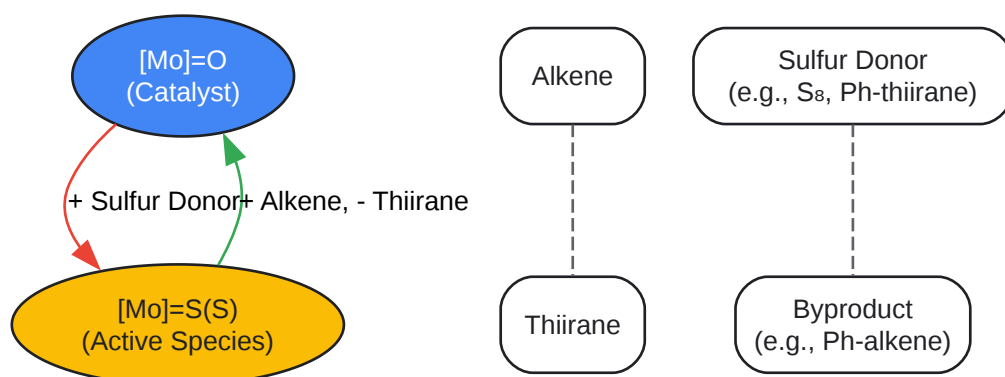 [Mo]=O
(Catalyst)
+ Sulfur Donor
+ Alkene, - Thiirane
[Mo]=S(S)
(Active Species)
Alkene
Thiirane
Sulfur Donor
(e.g., S₈, Ph-thiirane)
Byproduct
(e.g., Ph-alkene)